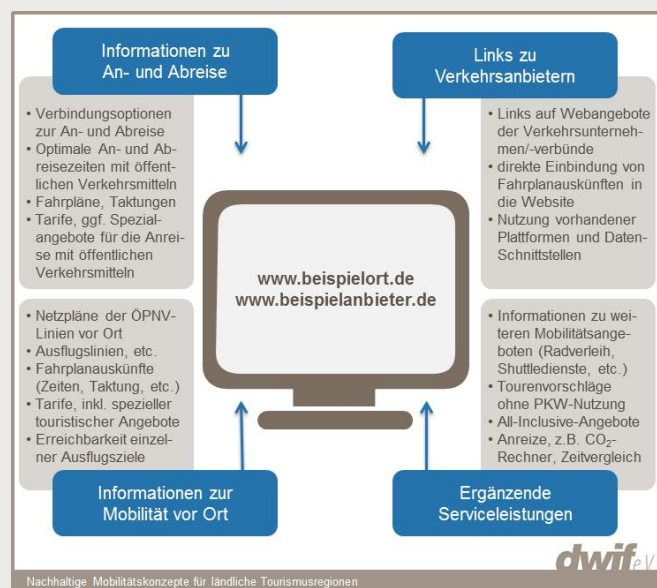 Informationen zu
An- und Abreise
• Verbindungsoptionen
zur An- und Abreise
• Optimale An- und Ab-
reisezeiten mit öffent-
lichen Verkehrsmitteln
• Fahrpläne, Taktungen
• Tarife, ggf. Spezial-
angebote für die Anrei-
se mit öffentlichen
Verkehrsmitteln
Links zu
Verkehrsanbietern
• Links auf Webangebote
der Verkehrsunterneh-
men/-verbünde
• direkte Einbindung von
Fahrplanauskünften in
die Website
• Nutzung vorhandener
Plattformen und Daten-
Schnittstellen
www.beispielort.de
www.beispielanbieter.de
• Netzpläne der ÖPNV-
Linien vor Ort
• Ausflugslinien, etc.
• Fahrplanauskünfte
(Zeiten, Taktung, etc.)
• Tarife, inkl. spezieller
touristischer Angebote
• Erreichbarkeit einzel-
ner Ausflugsziele
Informationen zur
Mobilität vor Ort
• Informationen zu wei-
teren Mobilitätsange-
boten (Radverleih,
Shuttledienste, etc.)
• Tourenvorschläge
ohne PKW-Nutzung
• All-Inclusive-Angebote
• Anreize, z.B. CO₂-
Rechner, Zeitvergleich
Ergänzende
Serviceleistungen
dwif e.V.
Nachhaltige Mobilitätskonzepte für ländliche Tourismusregionen